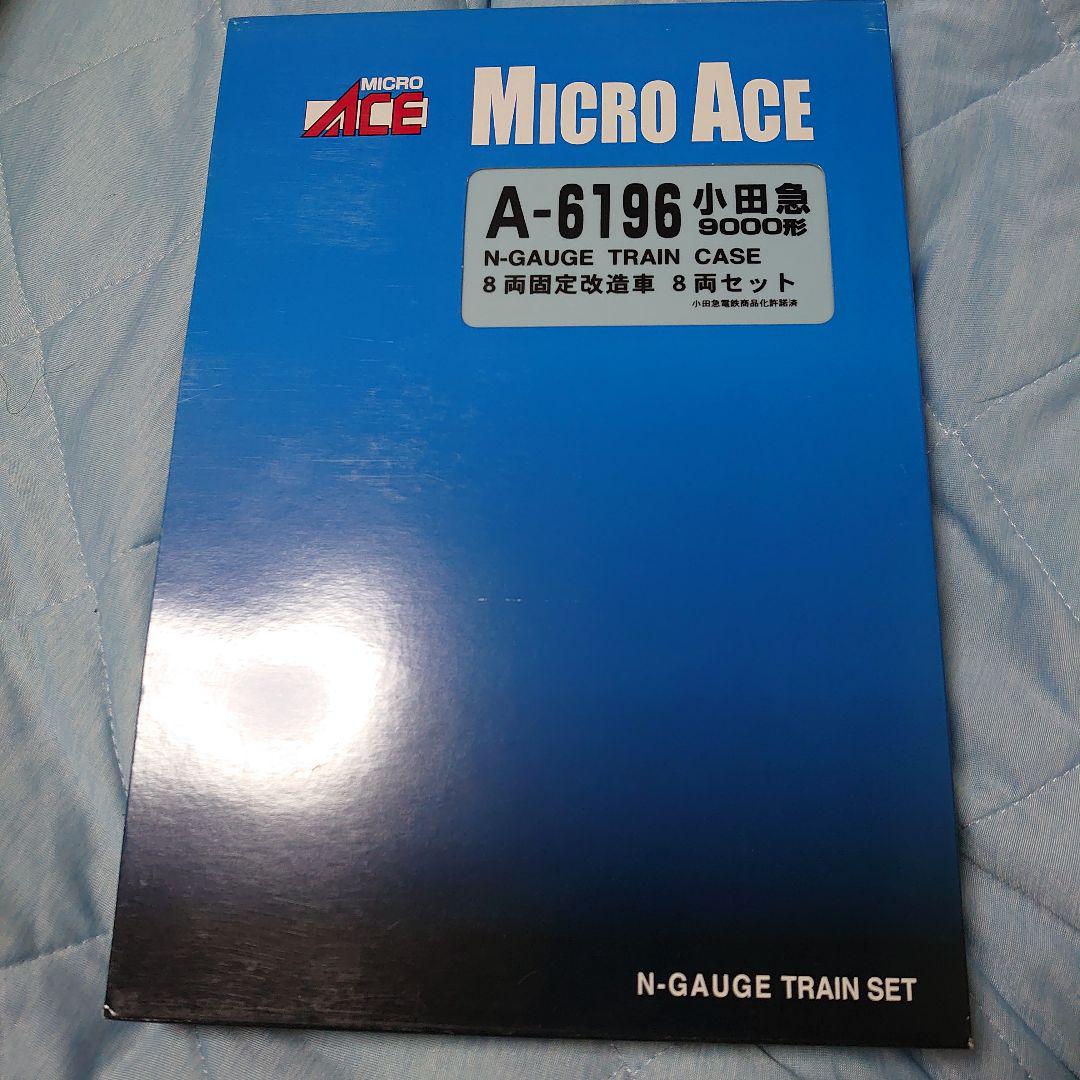 MICRO
ACE
MICRO ACE
A-6196 小田急
9000形
N-GAUGE TRAIN CASE
8両固定改造車 8両セット
小田急電鉄商品化許諾済
N-GAUGE TRAIN SET